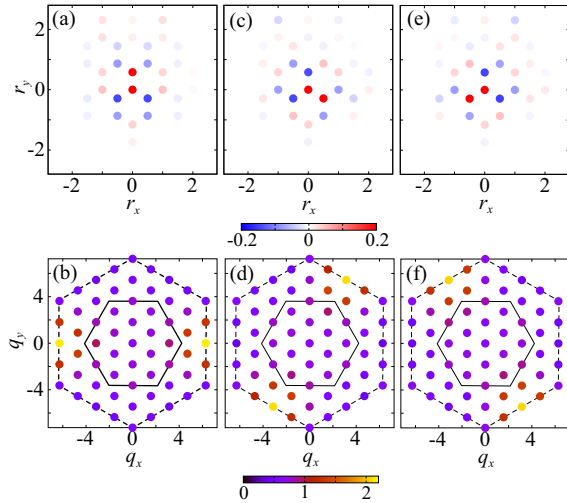 (a) (c) (e)
2
0
-2
r_y
-2 0 2 -2 0 2 -2 0 2
r_x r_x r_x
-0.2 0.2
(b) (d) (f)
4
0
-4
q_y
-4 0 4 -4 0 4 -4 0 4
q_x q_x q_x
0 1 2